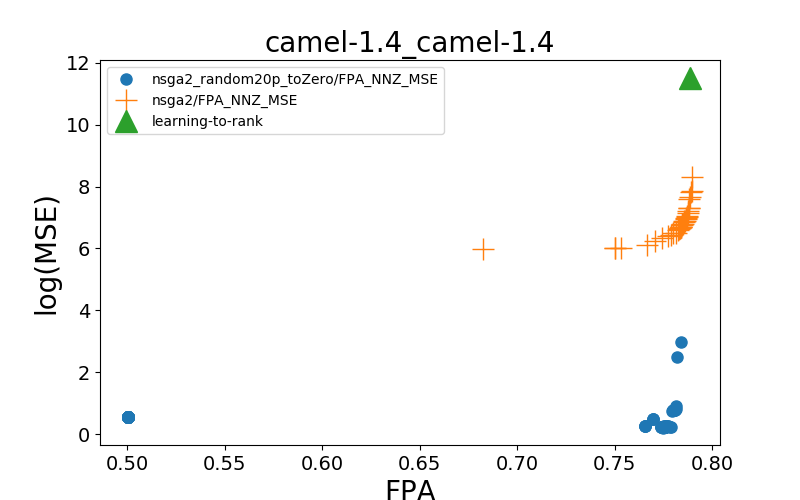 camel-1.4_camel-1.4
12
10
8
6
4
2
0
log(MSE)
nsga2_random20p_toZero/FPA_NNZ_MSE
nsga2/FPA_NNZ_MSE
learning-to-rank
0.50 0.55 0.60 0.65 0.70 0.75 0.80
FPA